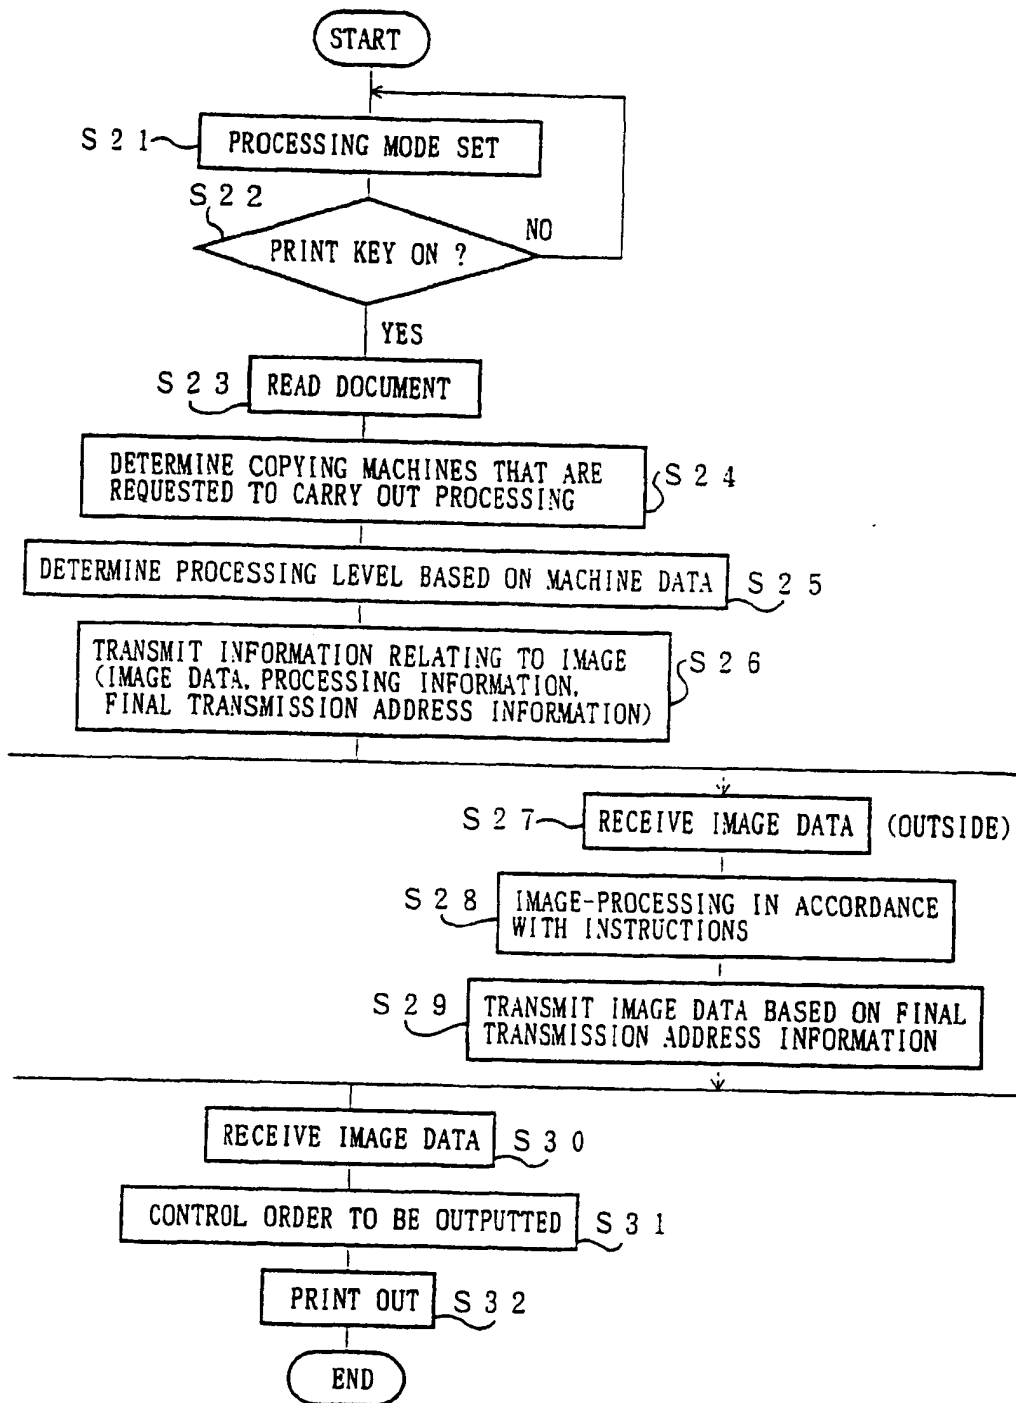 START
S21
PROCESSING MODE SET
S22
PRINT KEY ON ?
NO
YES
S23
READ DOCUMENT
DETERMINE COPYING MACHINES THAT ARE
REQUESTED TO CARRY OUT PROCESSING
S24
DETERMINE PROCESSING LEVEL BASED ON MACHINE DATA
S25
TRANSMIT INFORMATION RELATING TO IMAGE
(IMAGE DATA, PROCESSING INFORMATION,
FINAL TRANSMISSION ADDRESS INFORMATION)
S26
S27
RECEIVE IMAGE DATA
(OUTSIDE)
S28
IMAGE-PROCESSING IN ACCORDANCE
WITH INSTRUCTIONS
S29
TRANSMIT IMAGE DATA BASED ON FINAL
TRANSMISSION ADDRESS INFORMATION
RECEIVE IMAGE DATA
S30
CONTROL ORDER TO BE OUTPUTTED
S31
PRINT OUT
S32
END